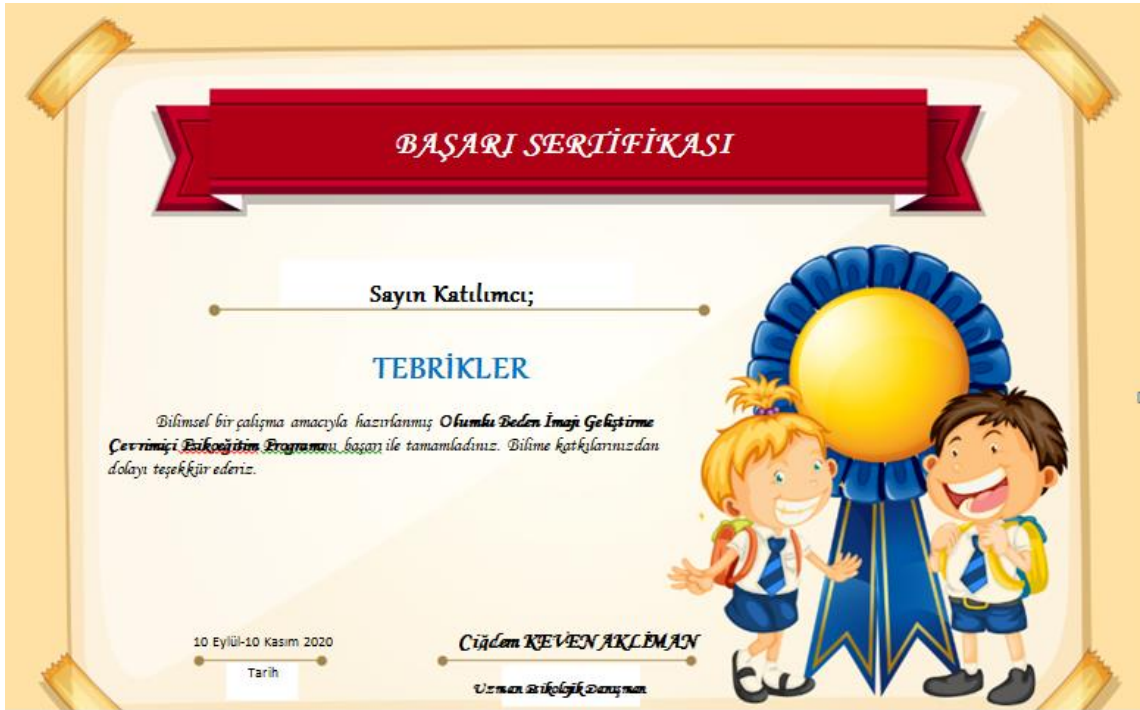 BAŞARI SERTİFİKASI
Sayın Katılımcı;
TEBRİKLER
Bilimsel bir çalışma amacıyla hazırlanmış Olumlu Beden İmajı Geliştirme
Çevrimiçi Psikoeğitim Programını başarı ile tamamladınız. Bilime katkılarınızdan
dolayı teşekkür ederiz.
10 Eylül-10 Kasım 2020
Tarih
Çiğdem KEVEN AKLİMAN
Uzman Psikolojik Danışman